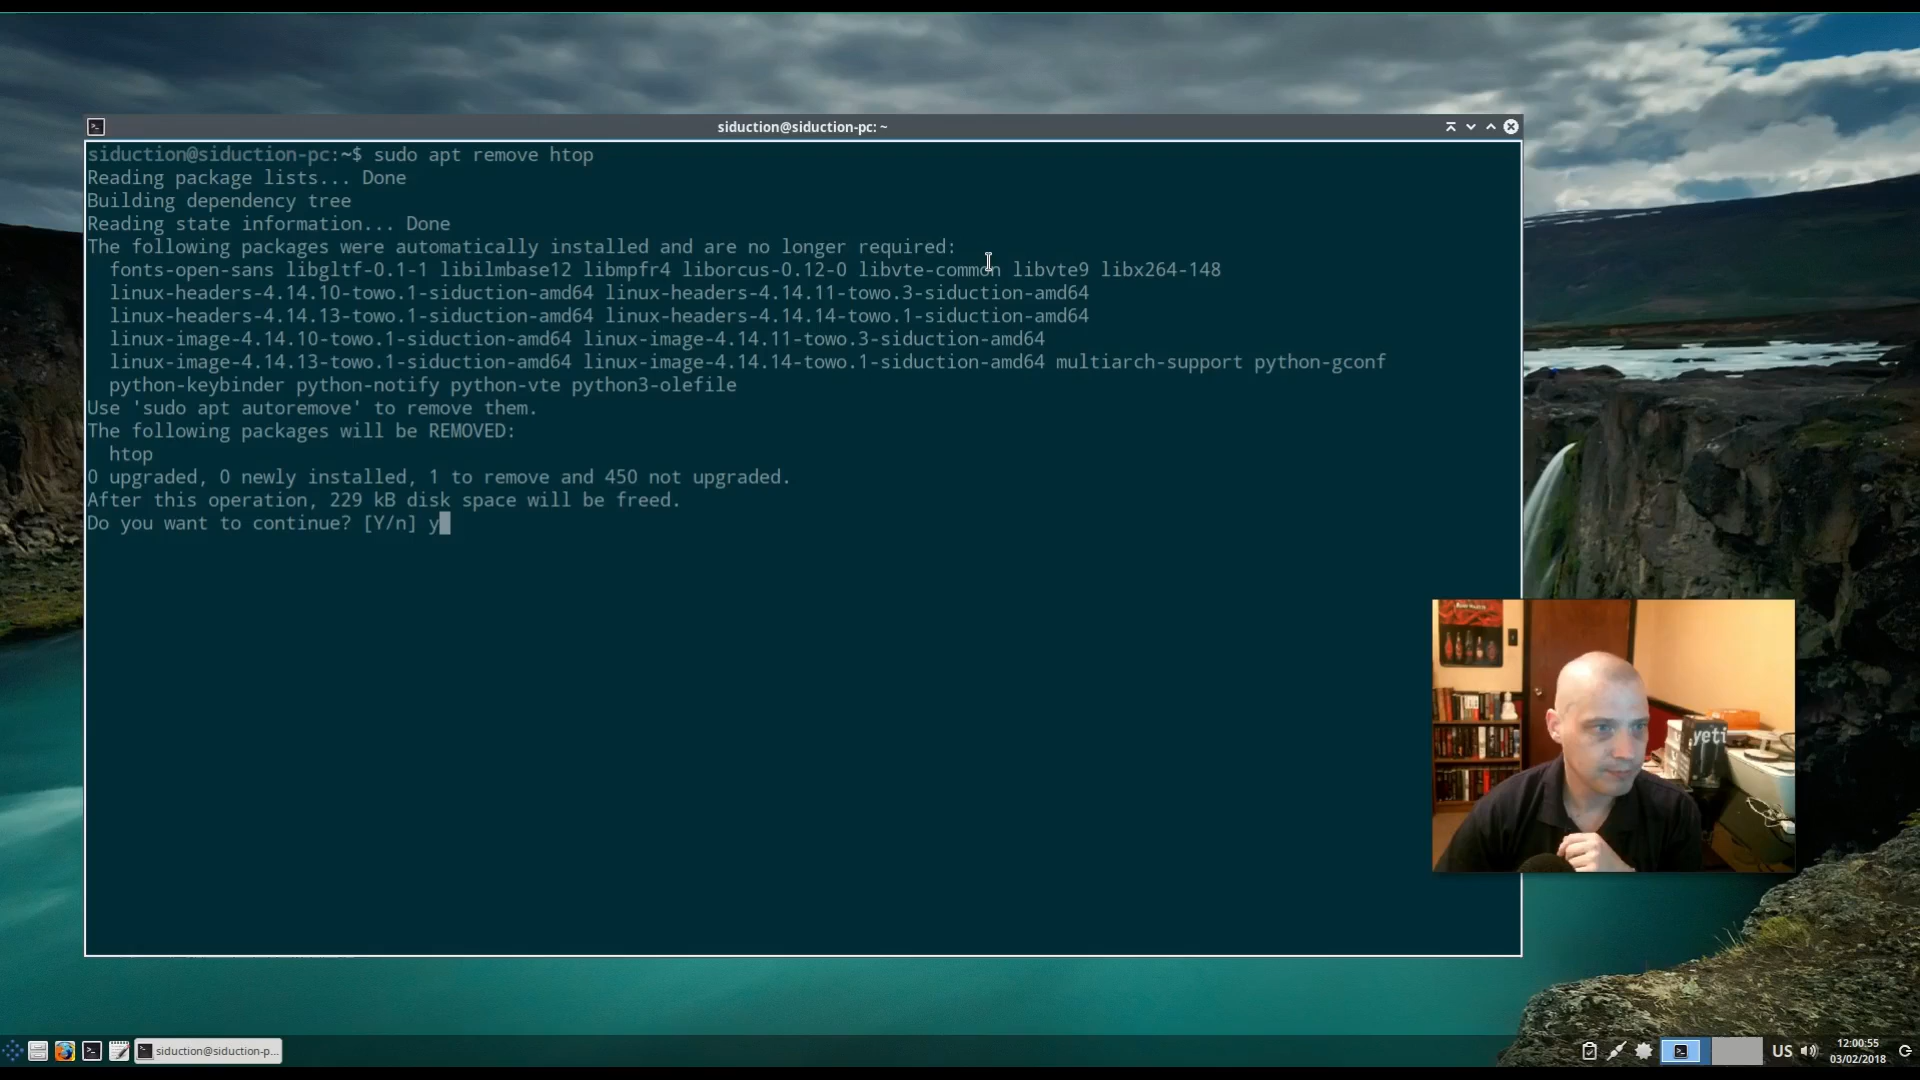 siduction@siduction-pc: ~
siduction@siduction-pc:~$ sudo apt remove htop
Reading package lists... Done
Building dependency tree
Reading state information... Done
The following packages were automatically installed and are no longer required:
fonts-open-sans libgltf-0.1-1 libilmbase12 libmpfr4 liborcus-0.12-0 libvte-common libvte9 libx264-148
linux-headers-4.14.10-towo.1-siduction-amd64 linux-headers-4.14.11-towo.3-siduction-amd64
linux-headers-4.14.13-towo.1-siduction-amd64 linux-headers-4.14.14-towo.1-siduction-amd64
linux-image-4.14.10-towo.1-siduction-amd64 linux-image-4.14.11-towo.3-siduction-amd64
linux-image-4.14.13-towo.1-siduction-amd64 linux-image-4.14.14-towo.1-siduction-amd64 multiarch-support python-gconf
python-keybinder python-notify python-vte python3-olefile
Use 'sudo apt autoremove' to remove them.
The following packages will be REMOVED:
htop
0 upgraded, 0 newly installed, 1 to remove and 450 not upgraded.
After this operation, 229 kB disk space will be freed.
Do you want to continue? [Y/n] y
yeti
siduction@siduction-p...
US
12:00:55
03/02/2018